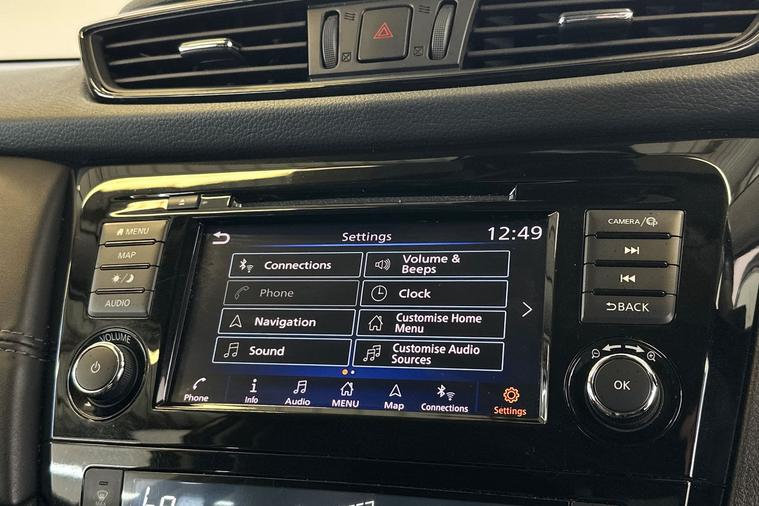 MENU
MAP
AUDIO
VOLUME
Settings
12:49
Connections
Volume &
Beeps
Phone
Clock
Navigation
Customise Home
Menu
Sound
Customise Audio
Sources
Phone
Info
Audio
MENU
Map
Connections
Settings
CAMERA/
BACK
OK